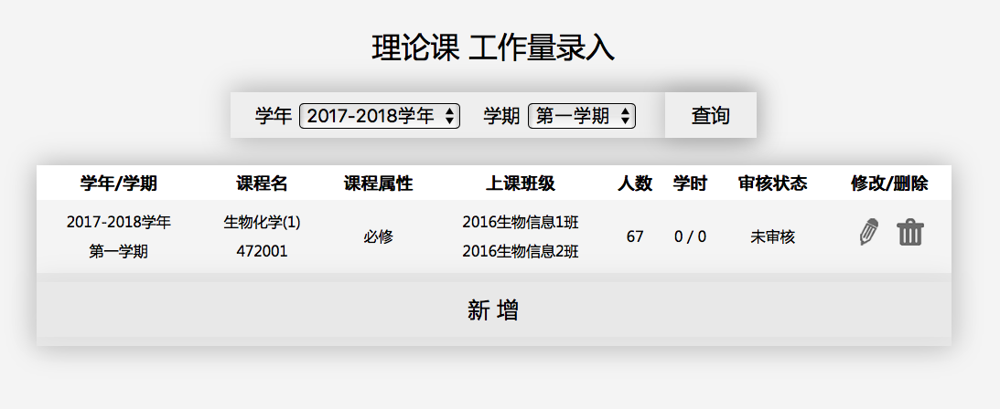 理论课 工作量录入
学年 2017-2018学年 学期 第一学期 查询
学年/学期 课程名 课程属性 上课班级 人数 学时 审核状态 修改/删除
2017-2018学年 生物化学(1) 2016生物信息1班
必修 67 0 / 0 未审核
第一学期 472001 2016生物信息2班
新 增